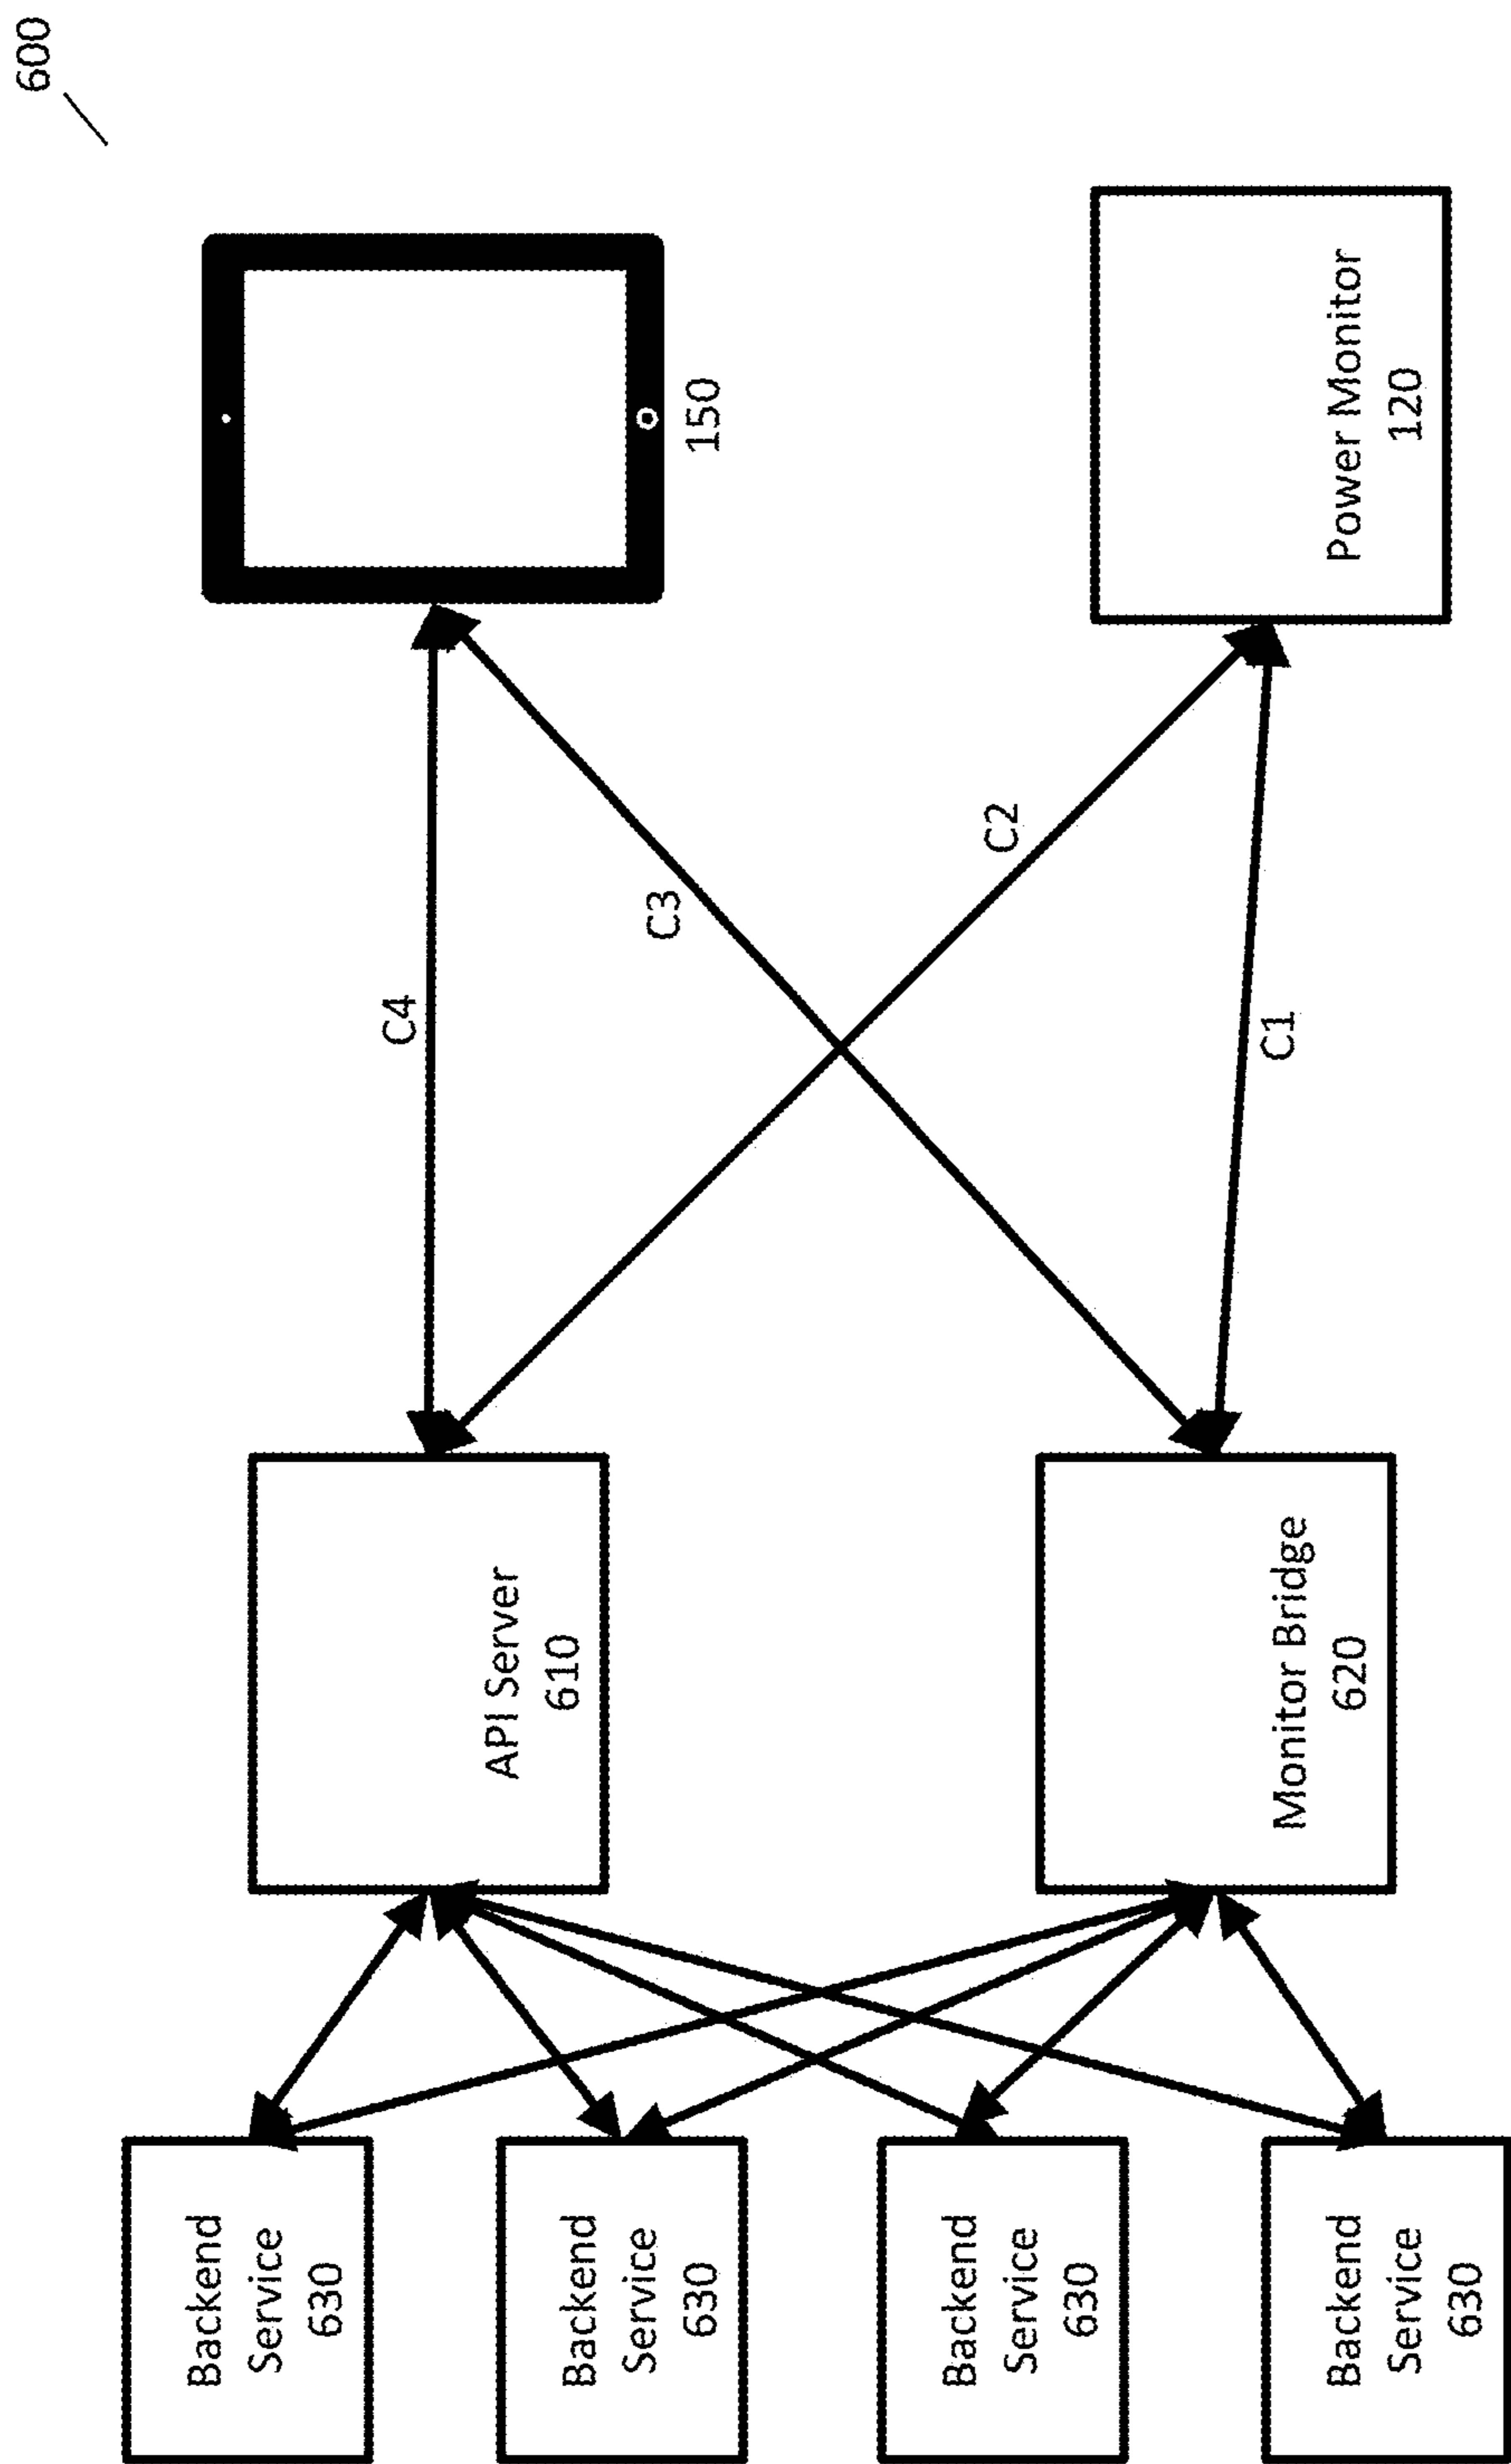 600
Backend
Service
630
API Server
610
C4
150
Backend
Service
630
C3
C2
Backend
Service
630
Monitor Bridge
620
C1
Power Monitor
120
Backend
Service
630